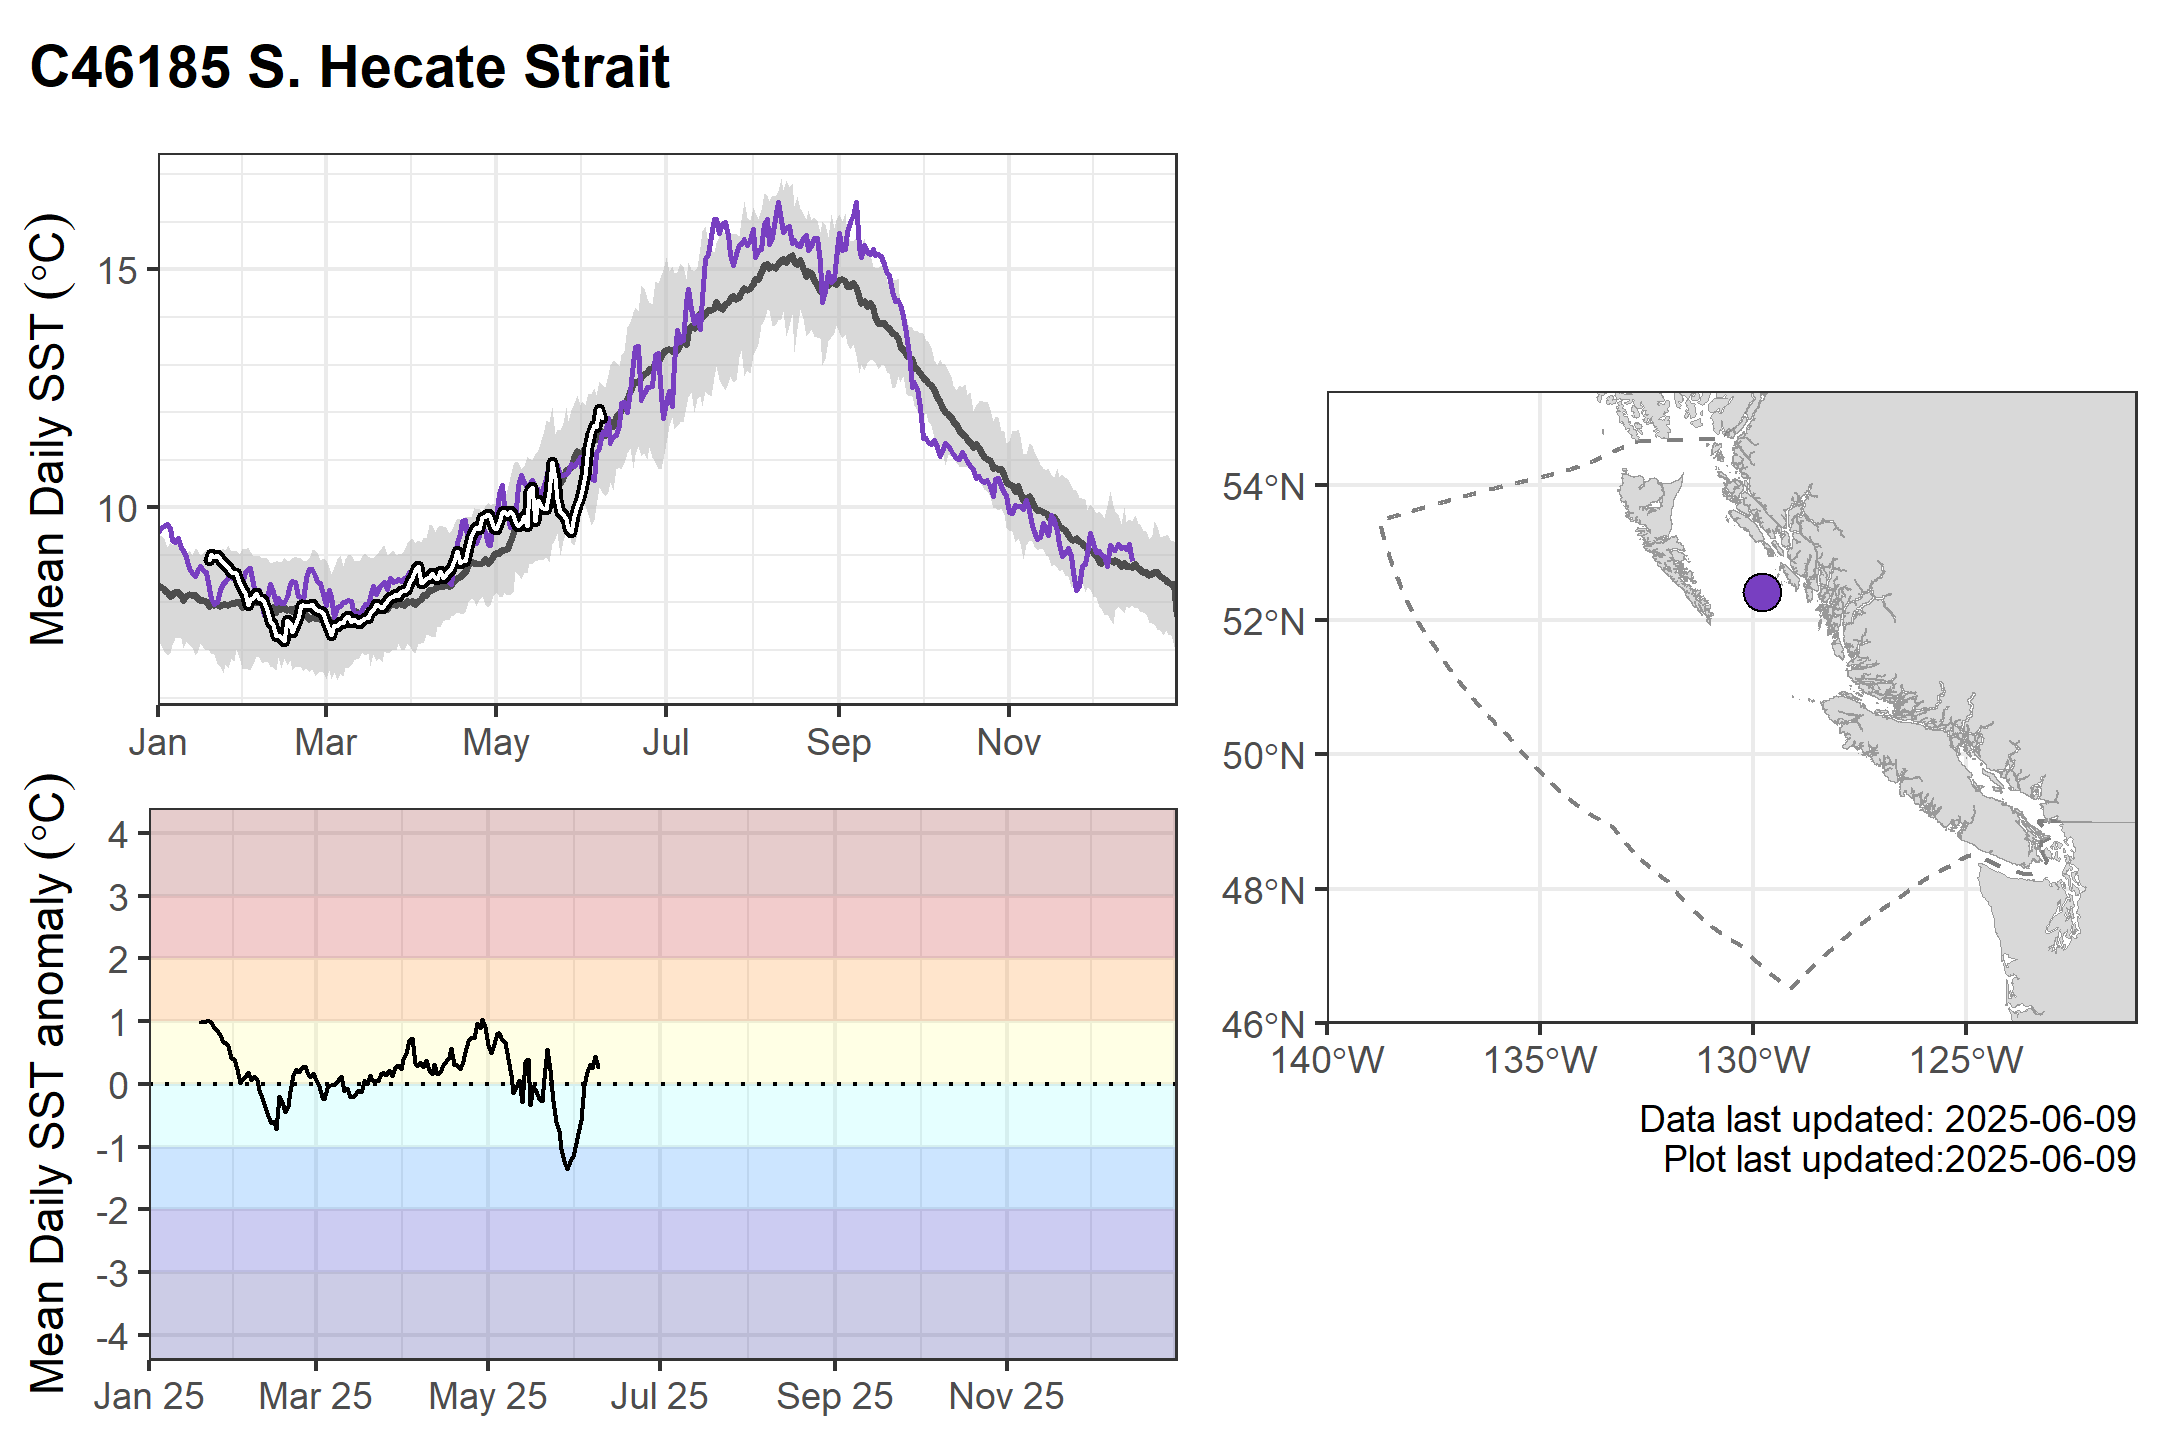 C46185 S. Hecate Strait
Mean Daily SST (°C)
15
10
Jan Mar May Jul Sep Nov
Mean Daily SST anomaly (°C)
4
3
2
1
0
-1
-2
-3
-4
Jan 25 Mar 25 May 25 Jul 25 Sep 25 Nov 25
54°N
52°N
50°N
48°N
46°N
140°W 135°W 130°W 125°W
Data last updated: 2025-06-09
Plot last updated:2025-06-09